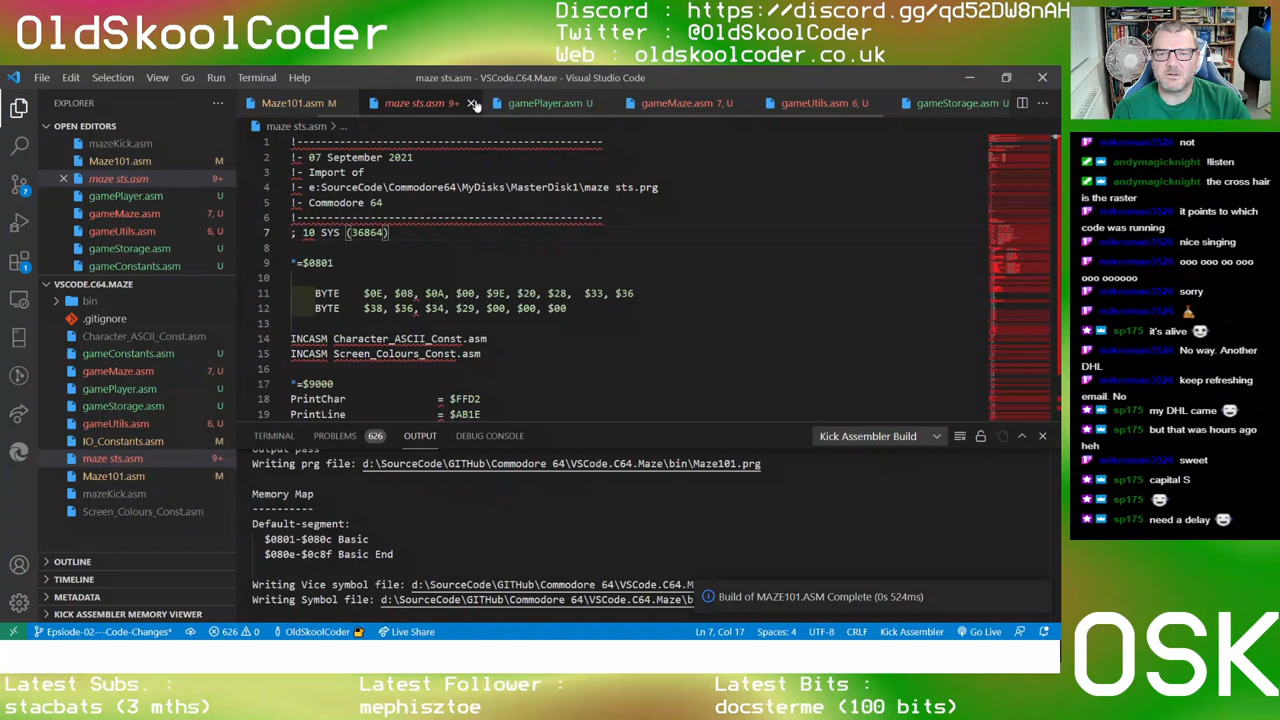 OldSkoolCoder
Discord : https://discord.gg/qd52DW8nAH
Twitter : @OldSkoolCoder
Web : oldskoolcoder.co.uk
File Edit Selection View Go Run Terminal Help
maze sts.asm - VSCode.C64.Maze - Visual Studio Code
EXPLORER
Maze101.asm M
maze sts.asm 9+
gamePlayer.asm U
gameMaze.asm 7, U
gameUtils.asm 6, U
gameStorage.asm U
OPEN EDITORS
mazeKick.asm
Maze101.asm M
maze sts.asm 9+
gamePlayer.asm U
gameMaze.asm 7, U
gameUtils.asm 6, U
gameStorage.asm U
gameConstants.asm U
VSCODE.C64.MAZE
bin
.gitignore
Character_ASCII_Const.asm
gameConstants.asm U
gameMaze.asm 7, U
gamePlayer.asm U
gameStorage.asm U
gameUtils.asm 6, U
IO_Constants.asm M
maze sts.asm 9+
Maze101.asm M
mazeKick.asm
Screen_Colours_Const.asm
OUTLINE
TIMELINE
METADATA
KICK ASSEMBLER MEMORY VIEWER
7
1
maze sts.asm > ...
1 !----------------------------------------------------
2 !- 07 September 2021
3 !- Import of
4 !- e:SourceCode\Commodore64\MyDisks\MasterDisk1\maze sts.prg
5 !- Commodore 64
6 !----------------------------------------------------
7 ; 10 SYS (36864)
8
9 *=$0801
10
11 BYTE $0E, $08, $0A, $00, $9E, $20, $28, $33, $36
12 BYTE $38, $36, $34, $29, $00, $00, $00
13
14 INCASM Character_ASCII_Const.asm
15 INCASM Screen_Colours_Const.asm
16
17 *=$9000
18 PrintChar = $FFD2
19 PrintLine = $AB1E
TERMINAL PROBLEMS 626 OUTPUT DEBUG CONSOLE
Kick Assembler Build
Output pass
Writing prg file: d:\SourceCode\GITHub\Commodore 64\VSCode.C64.Maze\bin\Maze101.prg
Memory Map
----------
Default-segment:
$0801-$080c Basic
$080e-$0c8f Basic End
Writing Vice symbol file: d:\SourceCode\GITHub\Commodore 64\VSCode.C64.M
Writing Symbol file: d:\SourceCode\GITHub\Commodore 64\VSCode.C64.Maze\b
Build of MAZE101.ASM Complete (0s 524ms)
Epsiode-02---Code-Changes* 626 0 OldSkoolCoder Live Share
Ln 7, Col 17 Spaces: 4 UTF-8 CRLF Kick Assembler Go Live
mikroman3526 not
andymagicknight !listen
andymagicknight the cross hair
is the raster
mikroman3526 it points to which
code was running
mikroman3526 nice singing
mikroman3526 ooo ooo oo ooo
ooo oooooo
mikroman3526 sorry
mikroman3526
sp175 it's alive
mikroman3526 No way. Another
DHL
mikroman3526 keep refreshing
email. No
sp175 my DHL came
sp175 but that was hours ago
heh
mikroman3526 sweet
sp175 capital S
sp175
sp175 need a delay
OSK
Latest Subs. :
stacbats (3 mths)
Latest Follower :
mephisztoe
Latest Bits :
docsterme (100 bits)